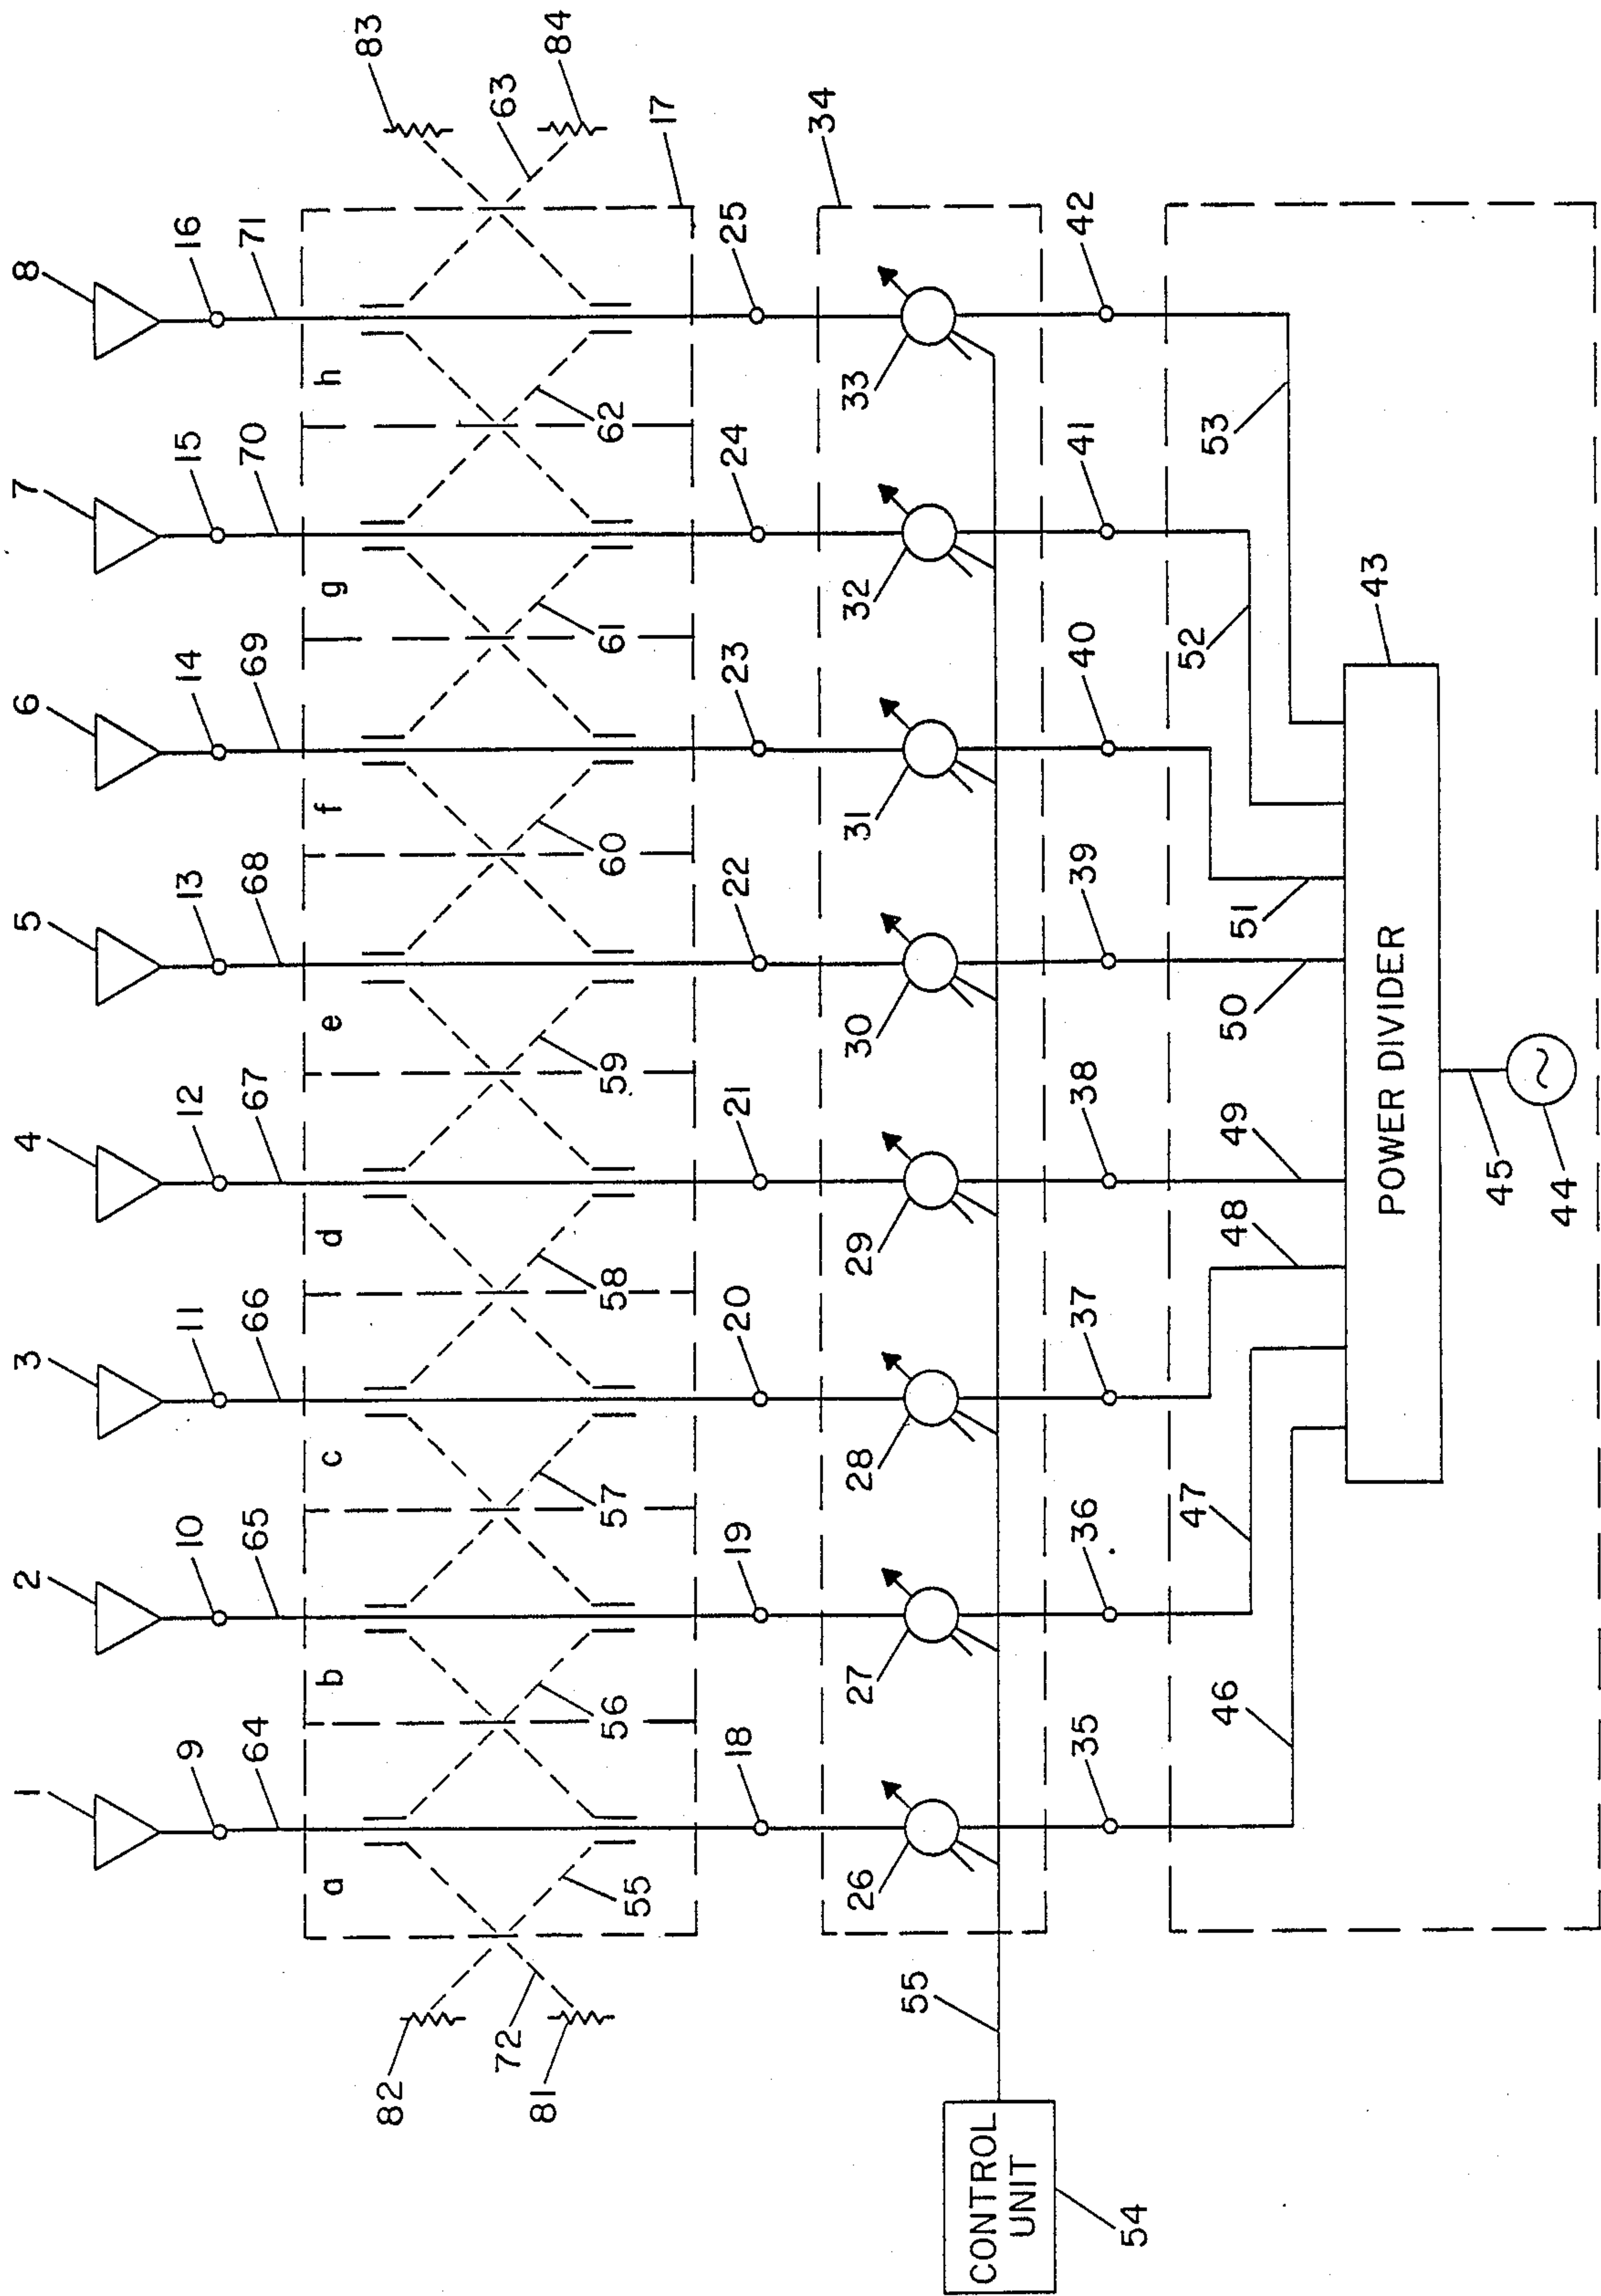 1 2 3 4 5 6 7 8
9 10 11 12 13 14 15 16
64 65 66 67 68 69 70 71
83
a b c d e f g h
82
72
81
55 56 57 58 59 60 61 62
63
84
17
18 19 20 21 22 23 24 25
34
26 27 28 29 30 31 32 33
55
CONTROL
UNIT
54
35 36 37 38 39 40 41 42
46 47 48 49 50 51 52 53
43
POWER DIVIDER
45
44
~